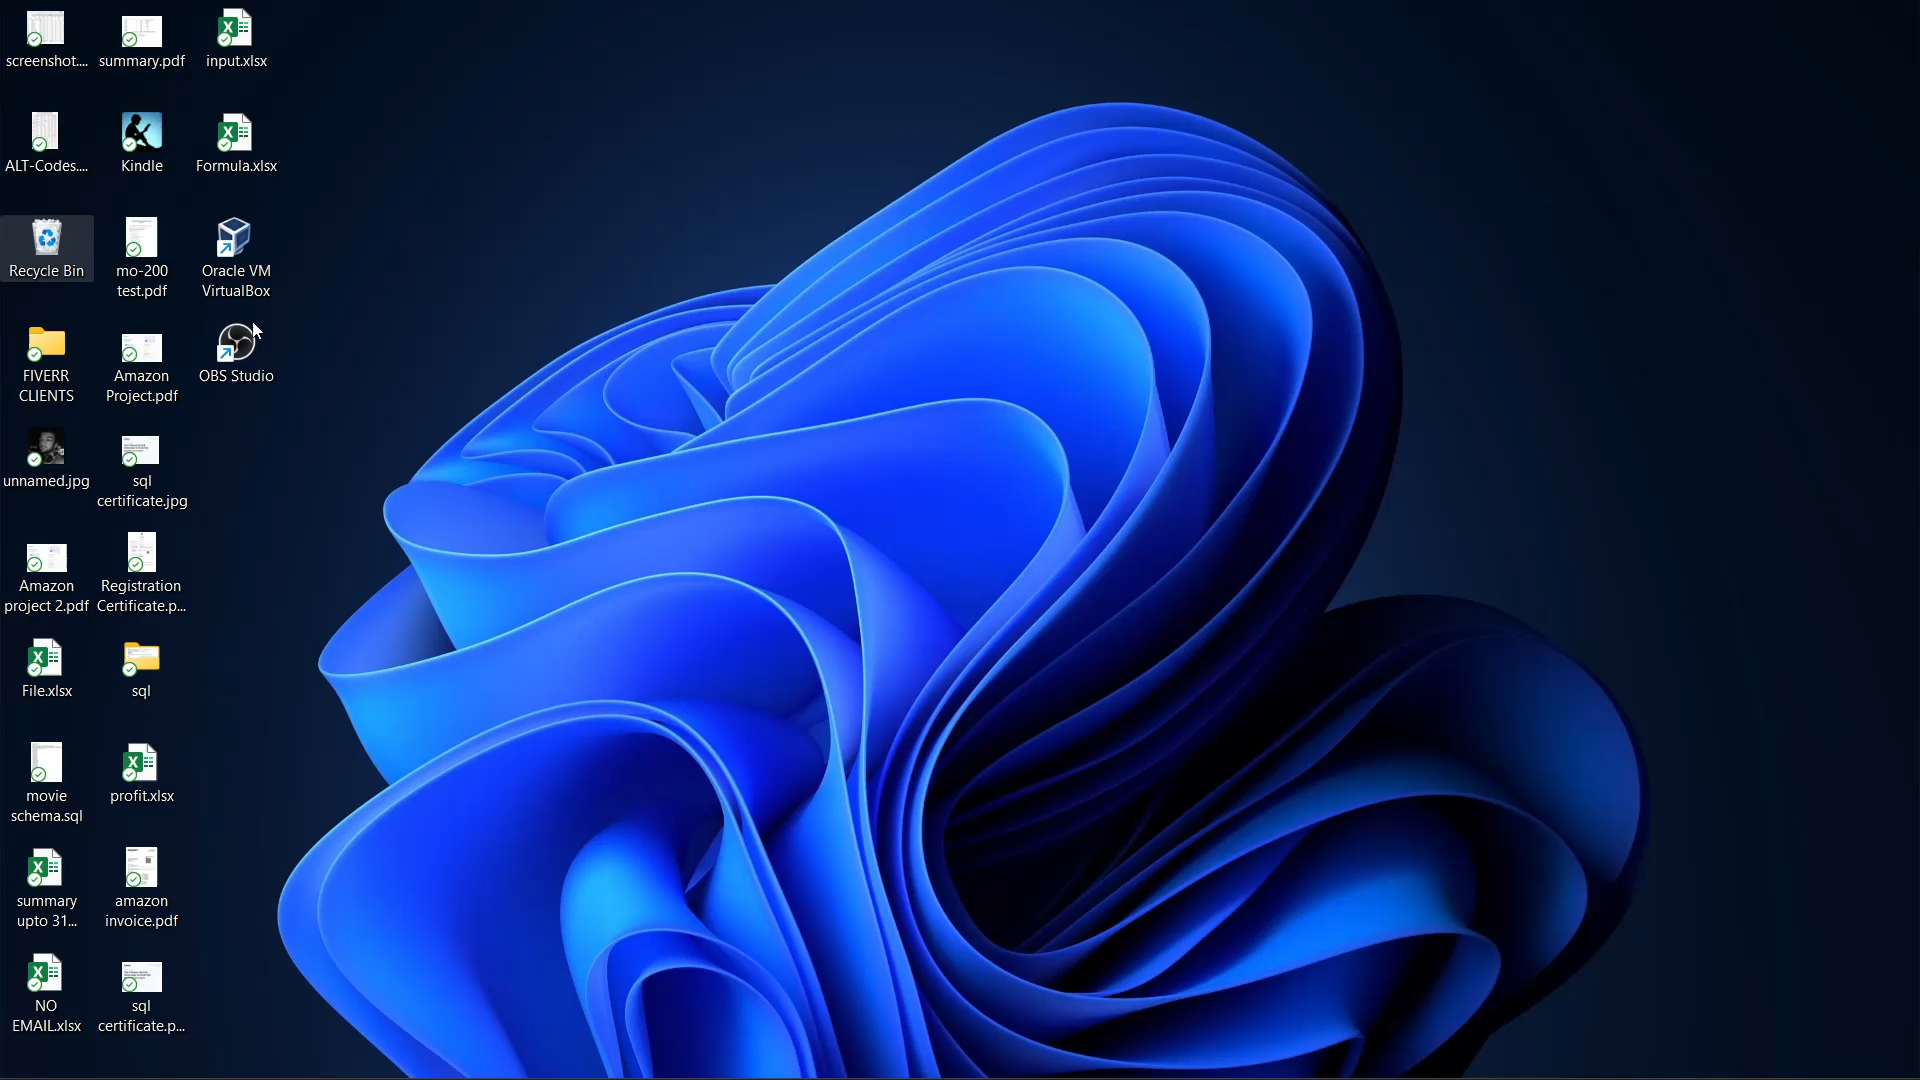 screenshot....
summary.pdf
input.xlsx
ALT-Codes....
Kindle
Formula.xlsx
Recycle Bin
mo-200
test.pdf
Oracle VM
VirtualBox
FIVERR
CLIENTS
Amazon
Project.pdf
OBS Studio
unnamed.jpg
sql
certificate.jpg
Amazon
project 2.pdf
Registration
Certificate.p...
File.xlsx
sql
movie
schema.sql
profit.xlsx
summary
upto 31...
amazon
invoice.pdf
NO
EMAIL.xlsx
sql
certificate.p...